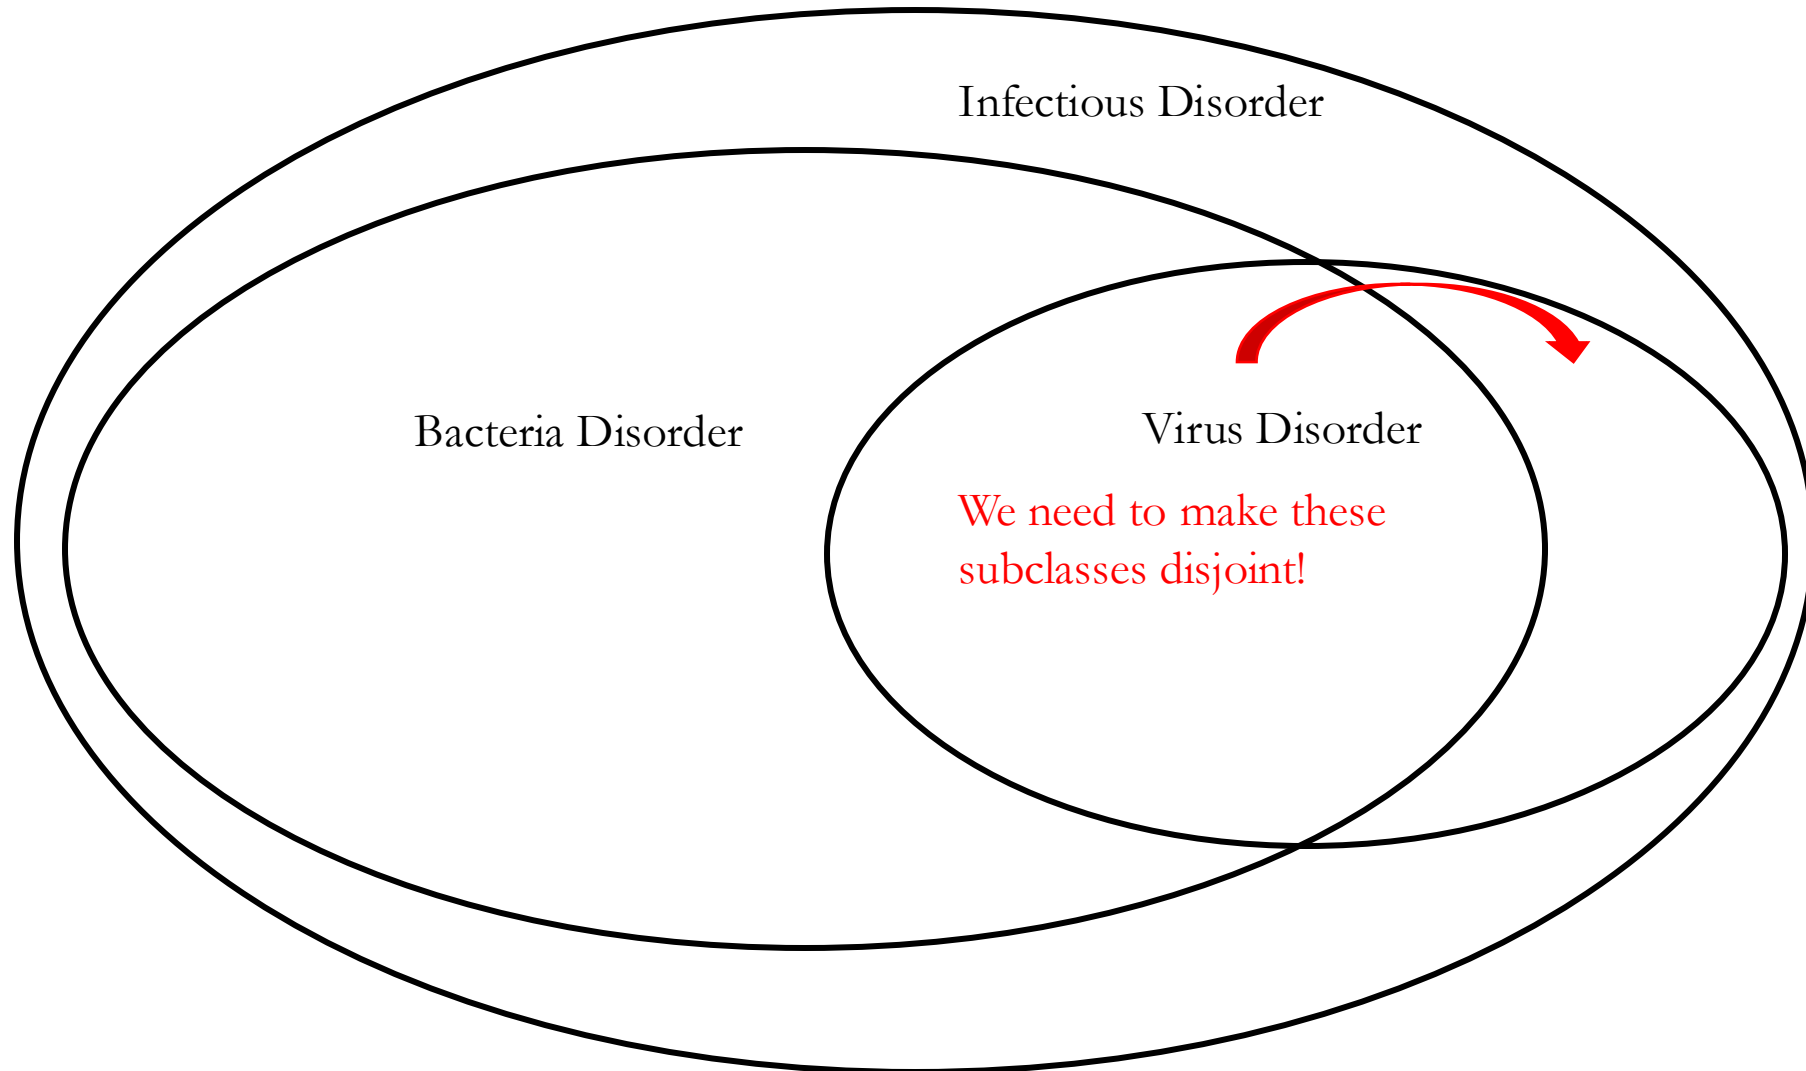 Infectious Disorder
Bacteria Disorder
Virus Disorder
We need to make these
subclasses disjoint!